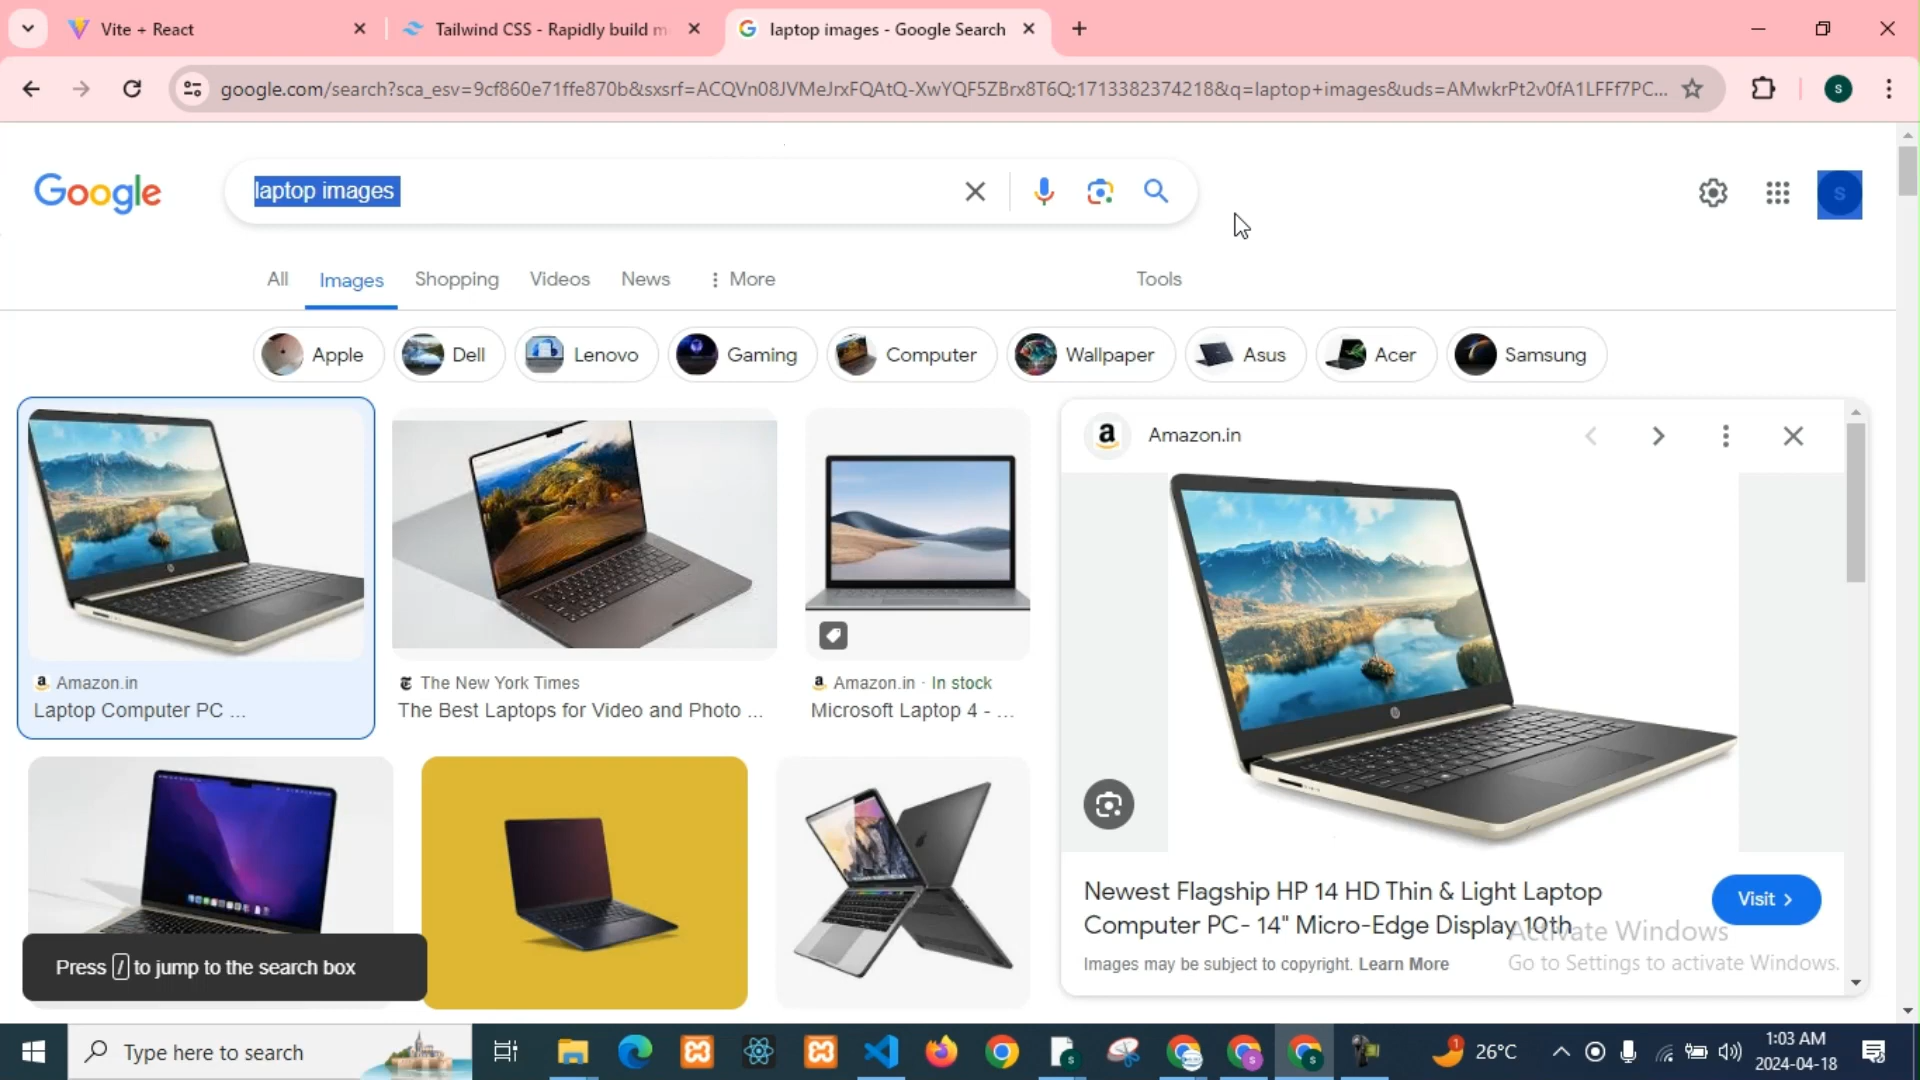 Vite + React
Tailwind CSS - Rapidly build m
laptop images - Google Search
google.com/search?sca_esv=9cf860e71ffe870b&sxsrf=ACQVn08JVMeJrxFQAtQ-XwYQF5ZBrx8T6Q:1713382374218&q=laptop+images&uds=AMwkrPt2v0fA1LFFf7PC...
S
Google
laptop images
S
All
Images
Shopping
Videos
News
More
Tools
Apple
Dell
Lenovo
Gaming
Computer
Wallpaper
Asus
Acer
Samsung
Amazon.in
Laptop Computer PC ...
The New York Times
The Best Laptops for Video and Photo ...
Amazon.in · In stock
Microsoft Laptop 4 - ...
Amazon.in
Newest Flagship HP 14 HD Thin & Light Laptop
Computer PC- 14" Micro-Edge Display 10th
Visit
Images may be subject to copyright. Learn More
Activate Windows
Go to Settings to activate Windows.
Press / to jump to the search box
Type here to search
26°C
1:03 AM
2024-04-18